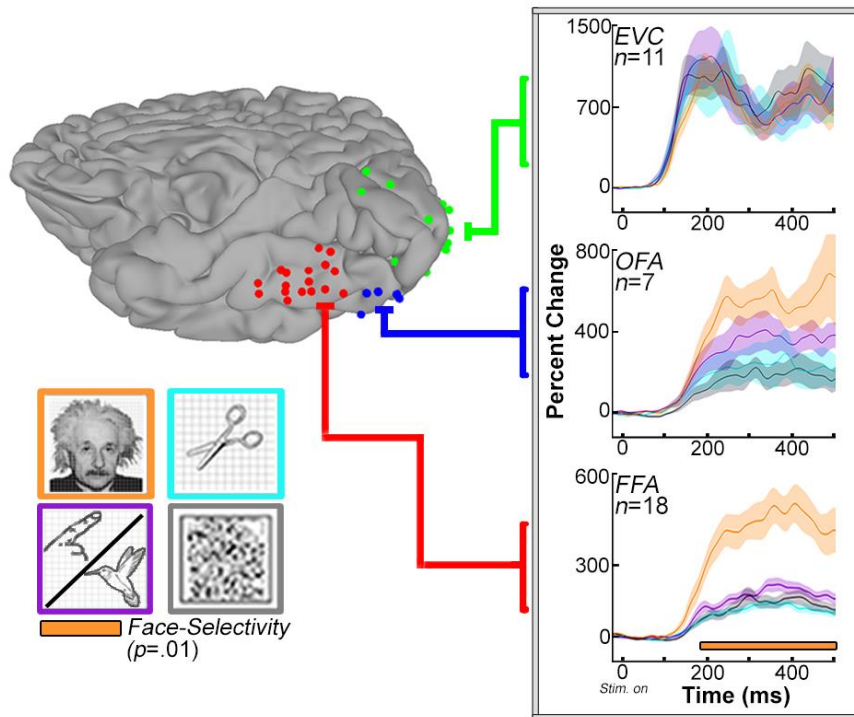 Percent Change
1500
700
0
EVC
n=11
0
200
400
800
400
0
OFA
n=7
0
200
400
600
300
0
FFA
n=18
0
200
400
Stim. on
Time (ms)
Face-Selectivity
(p=.01)